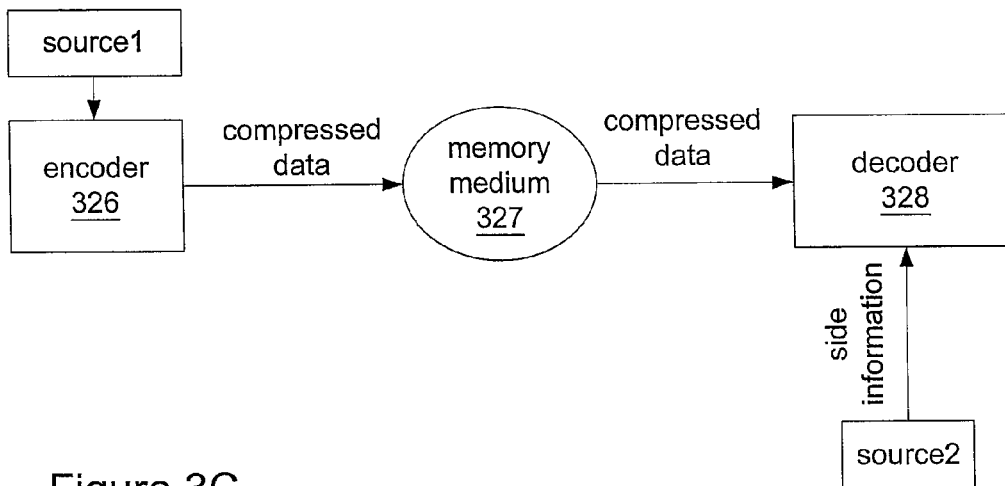 source1
encoder
326
compressed
data
memory
medium
327
compressed
data
decoder
328
side
information
source2
Figure 3C